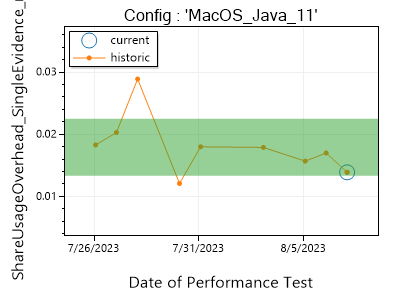 Config : 'MacOS_Java_11'
current
historic
ShareUsageOverhead_SingleEvidence_
0.03
0.02
0.01
7/26/2023
7/31/2023
8/5/2023
Date of Performance Test